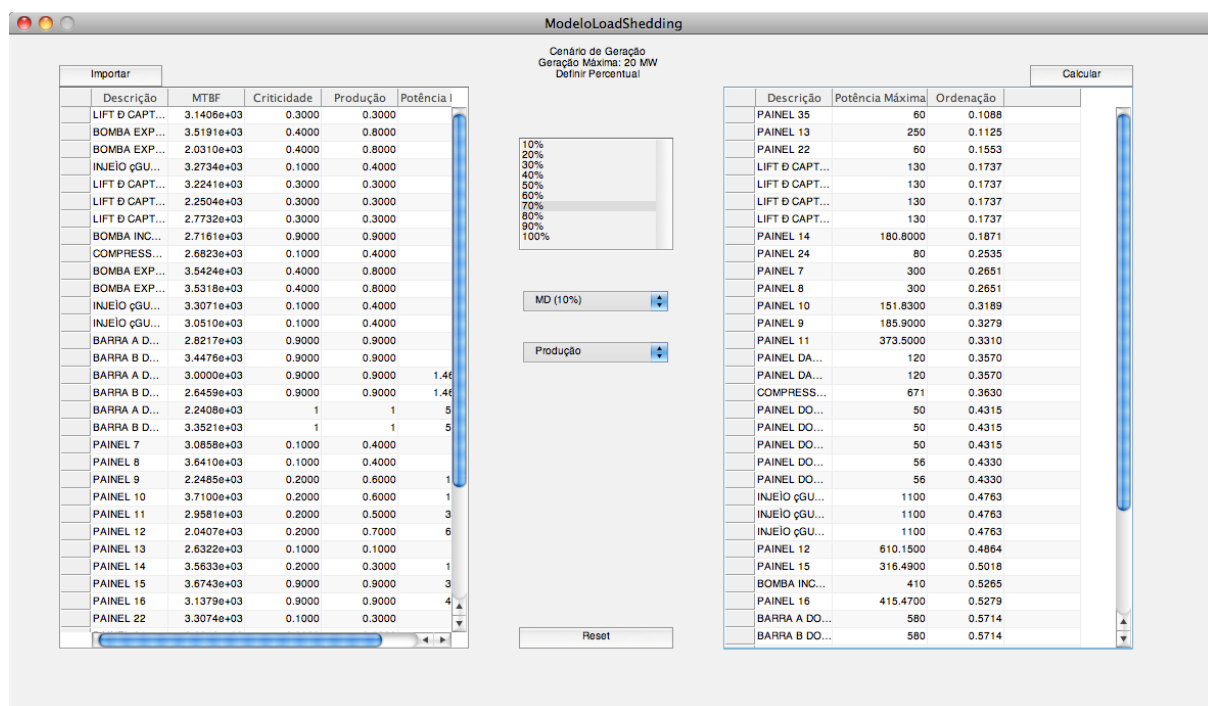 ModeloLoadShedding
Cenário de Geração
Geração Máxima: 20 MW
Definir Percentual
Importar
Calcular
Descrição MTBF Criticidade Produção Potência
LIFT Ð CAPT... 3.1406e+03 0.3000 0.3000
BOMBA EXP... 3.5191e+03 0.4000 0.8000
BOMBA EXP... 2.0310e+03 0.4000 0.8000
INJEÌO çGU... 3.2734e+03 0.1000 0.4000
LIFT Ð CAPT... 3.2241e+03 0.3000 0.3000
LIFT Ð CAPT... 2.2504e+03 0.3000 0.3000
LIFT Ð CAPT... 2.7732e+03 0.3000 0.3000
BOMBA INC... 2.7161e+03 0.9000 0.9000
COMPRESS... 2.6823e+03 0.1000 0.4000
BOMBA EXP... 3.5424e+03 0.4000 0.8000
BOMBA EXP... 3.5318e+03 0.4000 0.8000
INJEÌO çGU... 3.3071e+03 0.1000 0.4000
INJEÌO çGU... 3.0510e+03 0.1000 0.4000
BARRA A D... 2.8217e+03 0.9000 0.9000
BARRA B D... 3.4476e+03 0.9000 0.9000
BARRA A D... 3.0000e+03 0.9000 0.9000 1.46
BARRA B D... 2.6459e+03 0.9000 0.9000 1.46
BARRA A D... 2.2408e+03 1 1 5
BARRA B D... 3.3521e+03 1 1 5
PAINEL 7 3.0858e+03 0.1000 0.4000
PAINEL 8 3.6410e+03 0.1000 0.4000
PAINEL 9 2.2485e+03 0.2000 0.6000 1
PAINEL 10 3.7100e+03 0.2000 0.6000 1
PAINEL 11 2.9581e+03 0.2000 0.5000 3
PAINEL 12 2.0407e+03 0.2000 0.7000 6
PAINEL 13 2.6322e+03 0.1000 0.1000
PAINEL 14 3.5633e+03 0.2000 0.3000 1
PAINEL 15 3.6743e+03 0.9000 0.9000 3
PAINEL 16 3.1379e+03 0.9000 0.9000 4
PAINEL 22 3.3074e+03 0.1000 0.3000
10%
20%
30%
40%
50%
60%
70%
80%
90%
100%
MD (10%)
Produção
Reset
Descrição Potência Máxima Ordenação
PAINEL 35 60 0.1088
PAINEL 13 250 0.1125
PAINEL 22 60 0.1553
LIFT Ð CAPT... 130 0.1737
LIFT Ð CAPT... 130 0.1737
LIFT Ð CAPT... 130 0.1737
LIFT Ð CAPT... 130 0.1737
PAINEL 14 180.8000 0.1871
PAINEL 24 80 0.2535
PAINEL 7 300 0.2651
PAINEL 8 300 0.2651
PAINEL 10 151.8300 0.3189
PAINEL 9 185.9000 0.3279
PAINEL 11 373.5000 0.3310
PAINEL DA... 120 0.3570
PAINEL DA... 120 0.3570
COMPRESS... 671 0.3630
PAINEL DO... 50 0.4315
PAINEL DO... 50 0.4315
PAINEL DO... 50 0.4315
PAINEL DO... 56 0.4330
PAINEL DO... 56 0.4330
INJEÌO çGU... 1100 0.4763
INJEÌO çGU... 1100 0.4763
INJEÌO çGU... 1100 0.4763
PAINEL 12 610.1500 0.4864
PAINEL 15 316.4900 0.5018
BOMBA INC... 410 0.5265
PAINEL 16 415.4700 0.5279
BARRA A DO... 580 0.5714
BARRA B DO... 580 0.5714